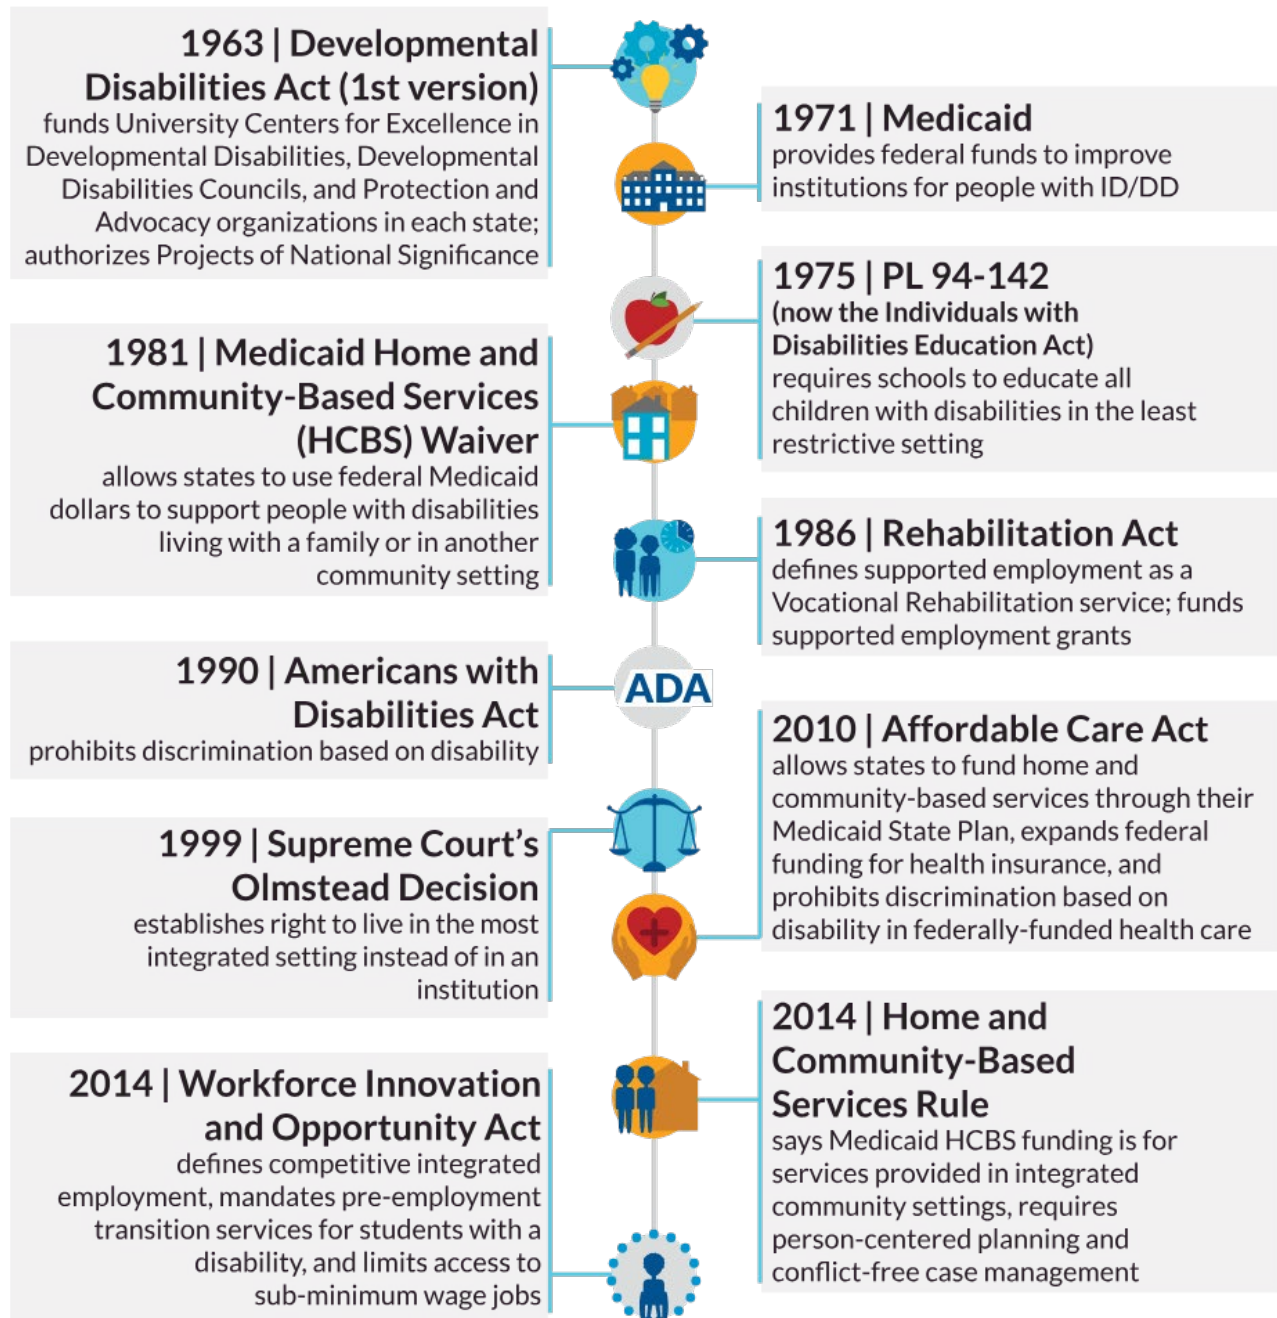 1963 | Developmental
Disabilities Act (1st version)
funds University Centers for Excellence in
Developmental Disabilities, Developmental
Disabilities Councils, and Protection and
Advocacy organizations in each state;
authorizes Projects of National Significance
1971 | Medicaid
provides federal funds to improve
institutions for people with ID/DD
1975 | PL 94-142
(now the Individuals with
Disabilities Education Act)
requires schools to educate all
children with disabilities in the least
restrictive setting
1981 | Medicaid Home and
Community-Based Services
(HCBS) Waiver
allows states to use federal Medicaid
dollars to support people with disabilities
living with a family or in another
community setting
1986 | Rehabilitation Act
defines supported employment as a
Vocational Rehabilitation service; funds
supported employment grants
1990 | Americans with
Disabilities Act
prohibits discrimination based on disability
ADA
1999 | Supreme Court’s
Olmstead Decision
establishes right to live in the most
integrated setting instead of in an
institution
2010 | Affordable Care Act
allows states to fund home and
community-based services through their
Medicaid State Plan, expands federal
funding for health insurance, and
prohibits discrimination based on
disability in federally-funded health care
2014 | Home and
Community-Based
Services Rule
says Medicaid HCBS funding is for
services provided in integrated
community settings, requires
person-centered planning and
conflict-free case management
2014 | Workforce Innovation
and Opportunity Act
defines competitive integrated
employment, mandates pre-employment
transition services for students with a
disability, and limits access to
sub-minimum wage jobs